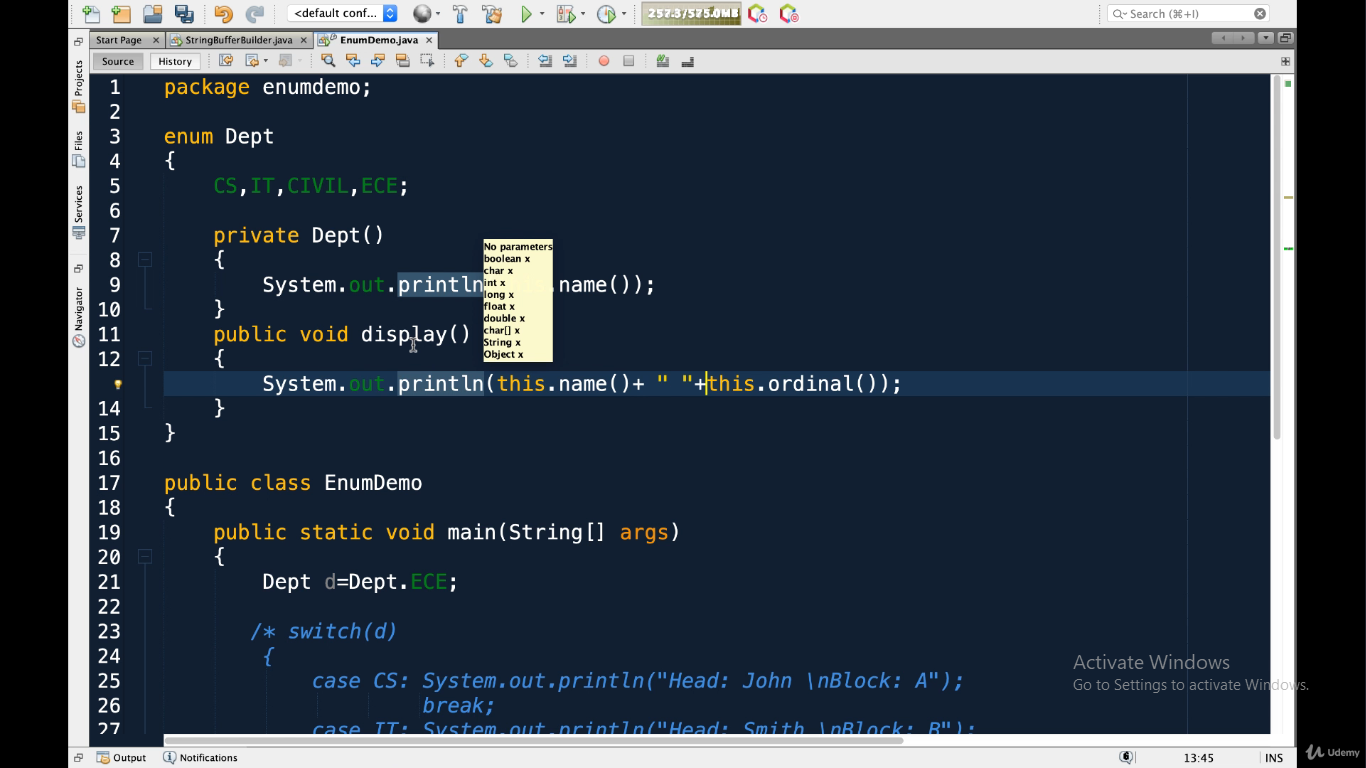 <default conf...
257.3/575.0MB
Search (⌘+I)
Start Page
StringBufferBuilder.java
EnumDemo.java
Source
History
Projects
Files
Services
Navigator
1 package enumdemo;
2
3 enum Dept
4 {
5 CS,IT,CIVIL,ECE;
6
7 private Dept()
8 {
9 System.out.println .name());
10 }
11 public void display()
12 {
System.out.println(this.name()+ " "+this.ordinal());
14 }
15 }
16
17 public class EnumDemo
18 {
19 public static void main(String[] args)
20 {
21 Dept d=Dept.ECE;
22
23 /* switch(d)
24 {
25 case CS: System.out.println("Head: John \nBlock: A");
26 break;
27 case IT: System.out.println("Head: Smith \nBlock: B");
No parameters
boolean x
char x
int x
long x
float x
double x
char[] x
String x
Object x
Activate Windows
Go to Settings to activate Windows.
Output
Notifications
6
13:45
INS
Udemy